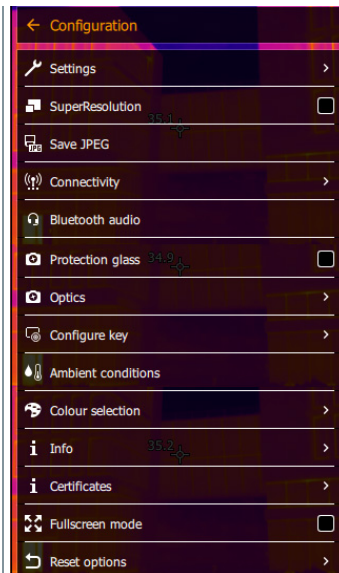 Configuration
Settings
SuperResolution
35.1
JPEG
Save JPEG
Connectivity
Bluetooth audio
Protection glass
34.9
Optics
Configure key
Ambient conditions
Colour selection
Info
35.2
Certificates
Fullscreen mode
Reset options